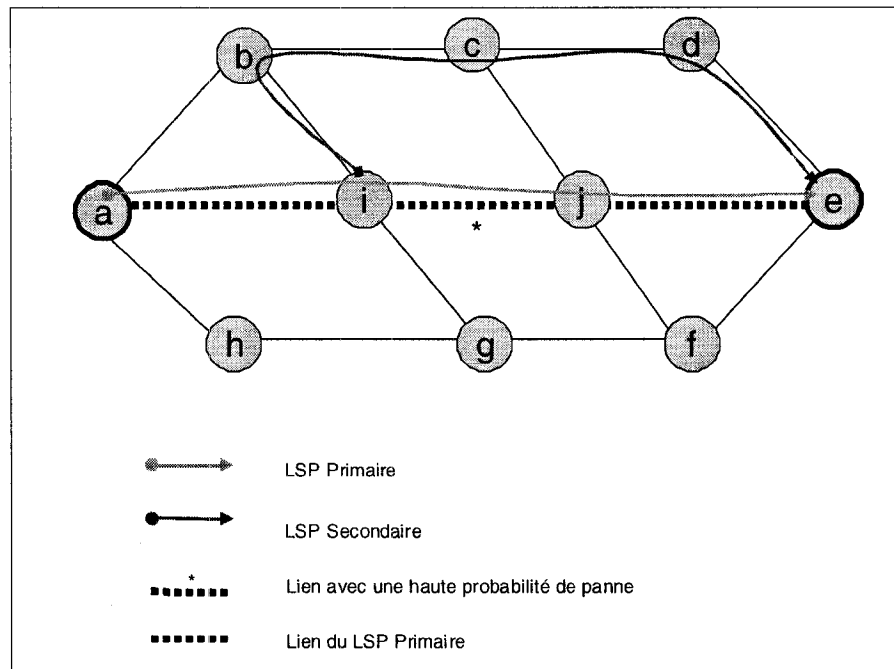 b c d
a i j e
*
h g f
LSP Primaire
LSP Secondaire
*
Lien avec une haute probabilité de panne
Lien du LSP Primaire